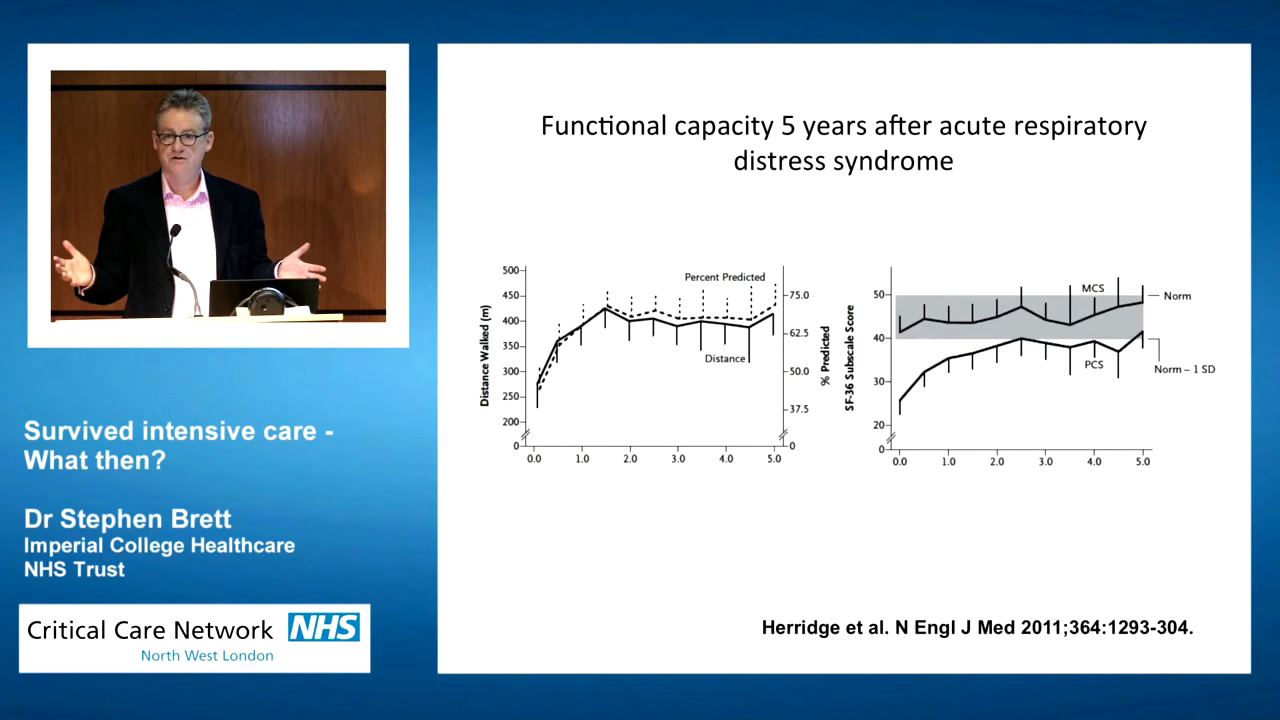 Functional capacity 5 years after acute respiratory
distress syndrome
500
450
400
350
300
250
200
0
Distance Walked (m)
Percent Predicted
Distance
75.0
62.5
50.0
37.5
0
% Predicted
0.0 1.0 2.0 3.0 4.0 5.0
SF-36 Subscale Score
50
40
30
20
0
MCS
PCS
Norm
Norm – 1 SD
0.0 1.0 2.0 3.0 4.0 5.0
Herridge et al. N Engl J Med 2011;364:1293-304.
Survived intensive care -
What then?
Dr Stephen Brett
Imperial College Healthcare
NHS Trust
Critical Care Network NHS
North West London